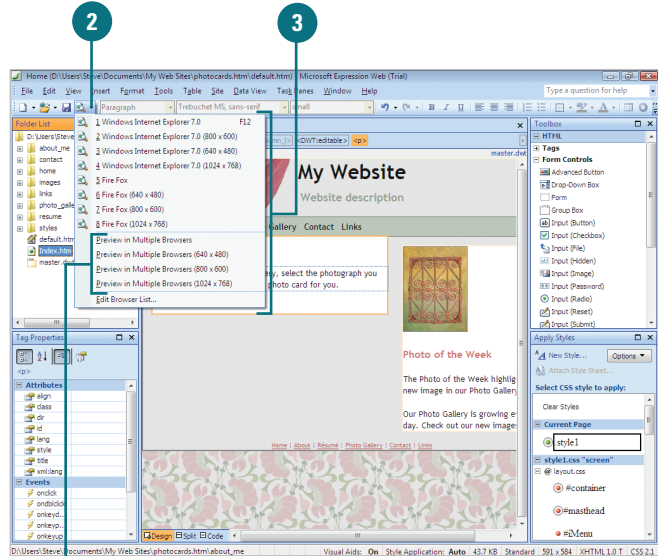 2
3
Home (D:\Users\Steve\Documents\My Web Sites\photocards.htm\default.htm) Microsoft Expression Web (Trial)
File Edit View Insert Format Tools Table Site Data View Task Panes Window Help
Type a question for help
Paragraph Trebuchet MS, sans-serif small
Folder List
D:\Users\Steve
about_me
contact
home
images
links
photo_galle
resume
styles
default.htm
Index.htm
master.dw
1 Windows Internet Explorer 7.0 F12
2 Windows Internet Explorer 7.0 (800 x 600)
3 Windows Internet Explorer 7.0 (640 x 480)
4 Windows Internet Explorer 7.0 (1024 x 768)
5 Fire Fox
6 Fire Fox (640 x 480)
7 Fire Fox (800 x 600)
8 Fire Fox (1024 x 768)
Preview in Multiple Browsers
Preview in Multiple Browsers (640 x 480)
Preview in Multiple Browsers (800 x 600)
Preview in Multiple Browsers (1024 x 768)
Edit Browser List...
<DWT:editable> <p>
master.dwt
My Website
Website description
Gallery Contact Links
ry, select the photograph you
photo card for you.
Photo of the Week
The Photo of the Week highlig
new image in our Photo Gallery
Our Photo Gallery is growing e
day. Check out our new image:
Home | About | Résumé | Photo Gallery | Contact | Links
Design Split Code
Toolbox
HTML
Tags
Form Controls
Advanced Button
Drop-Down Box
Form
Group Box
Input (Button)
Input (Checkbox)
Input (File)
Input (Hidden)
Input (Image)
Input (Password)
Input (Radio)
Input (Reset)
Input (Submit)
Tag Properties
<p>
Attributes
align
class
dir
id
lang
style
title
xml:lang
Events
onclick
ondblclick
onkeyd...
onkeyp...
onkeyup
Apply Styles
New Style... Options
Attach Style Sheet...
Select CSS style to apply:
Clear Styles
Current Page
.style1
style1.css "screen"
@ layout.css
#container
#masthead
#iMenu
D:\Users\Steve\Documents\My Web Sites\photocards.htm\about_me
Visual Aids: On Style Application: Auto 43.7 KB Standard 591 x 584 XHTML 1.0 T CSS 2.1